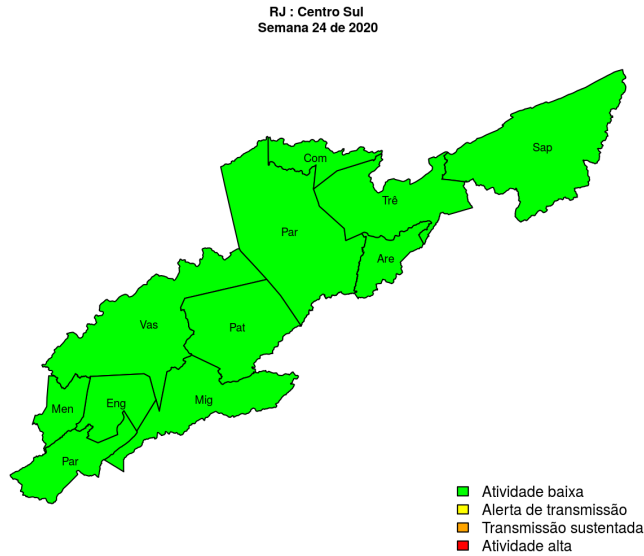 RJ : Centro Sul
Semana 24 de 2020
Sap
Com
Trê
Par
Are
Vas
Pat
Men
Eng
Mig
Par
Atividade baixa
Alerta de transmissão
Transmissão sustentada
Atividade alta